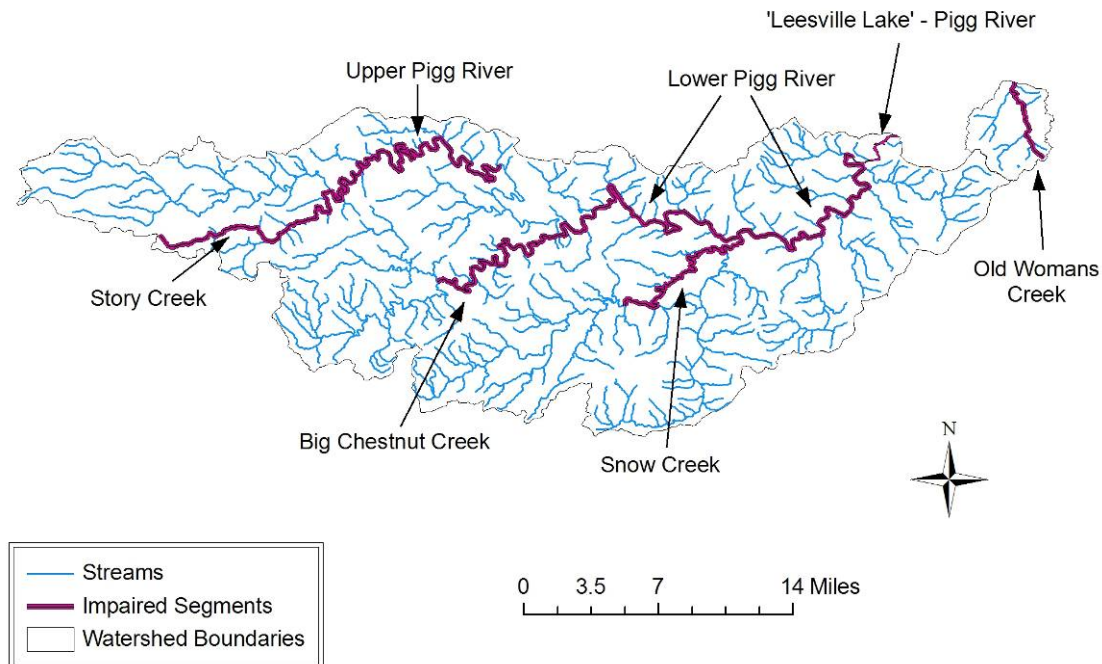 'Leesville Lake' - Pigg River
Upper Pigg River
Lower Pigg River
Story Creek
Old Womans
Creek
Big Chestnut Creek
Snow Creek
N
Streams
Impaired Segments
Watershed Boundaries
0 3.5 7 14 Miles